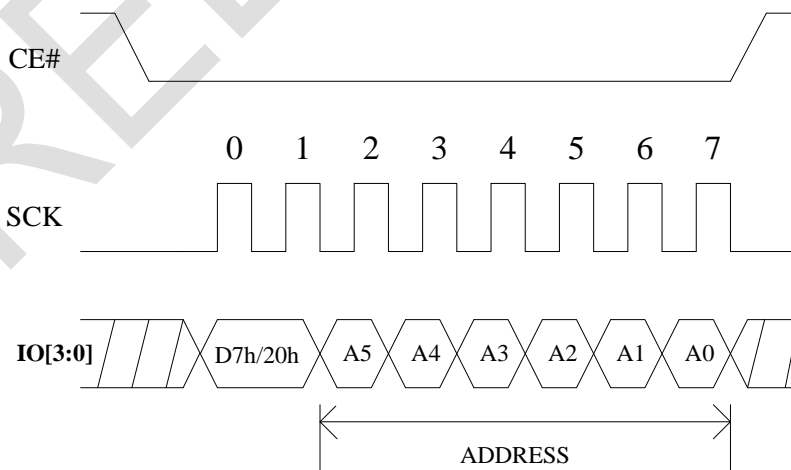 CE#
0 1 2 3 4 5 6 7
SCK
IO[3:0] D7h/20h A5 A4 A3 A2 A1 A0
ADDRESS